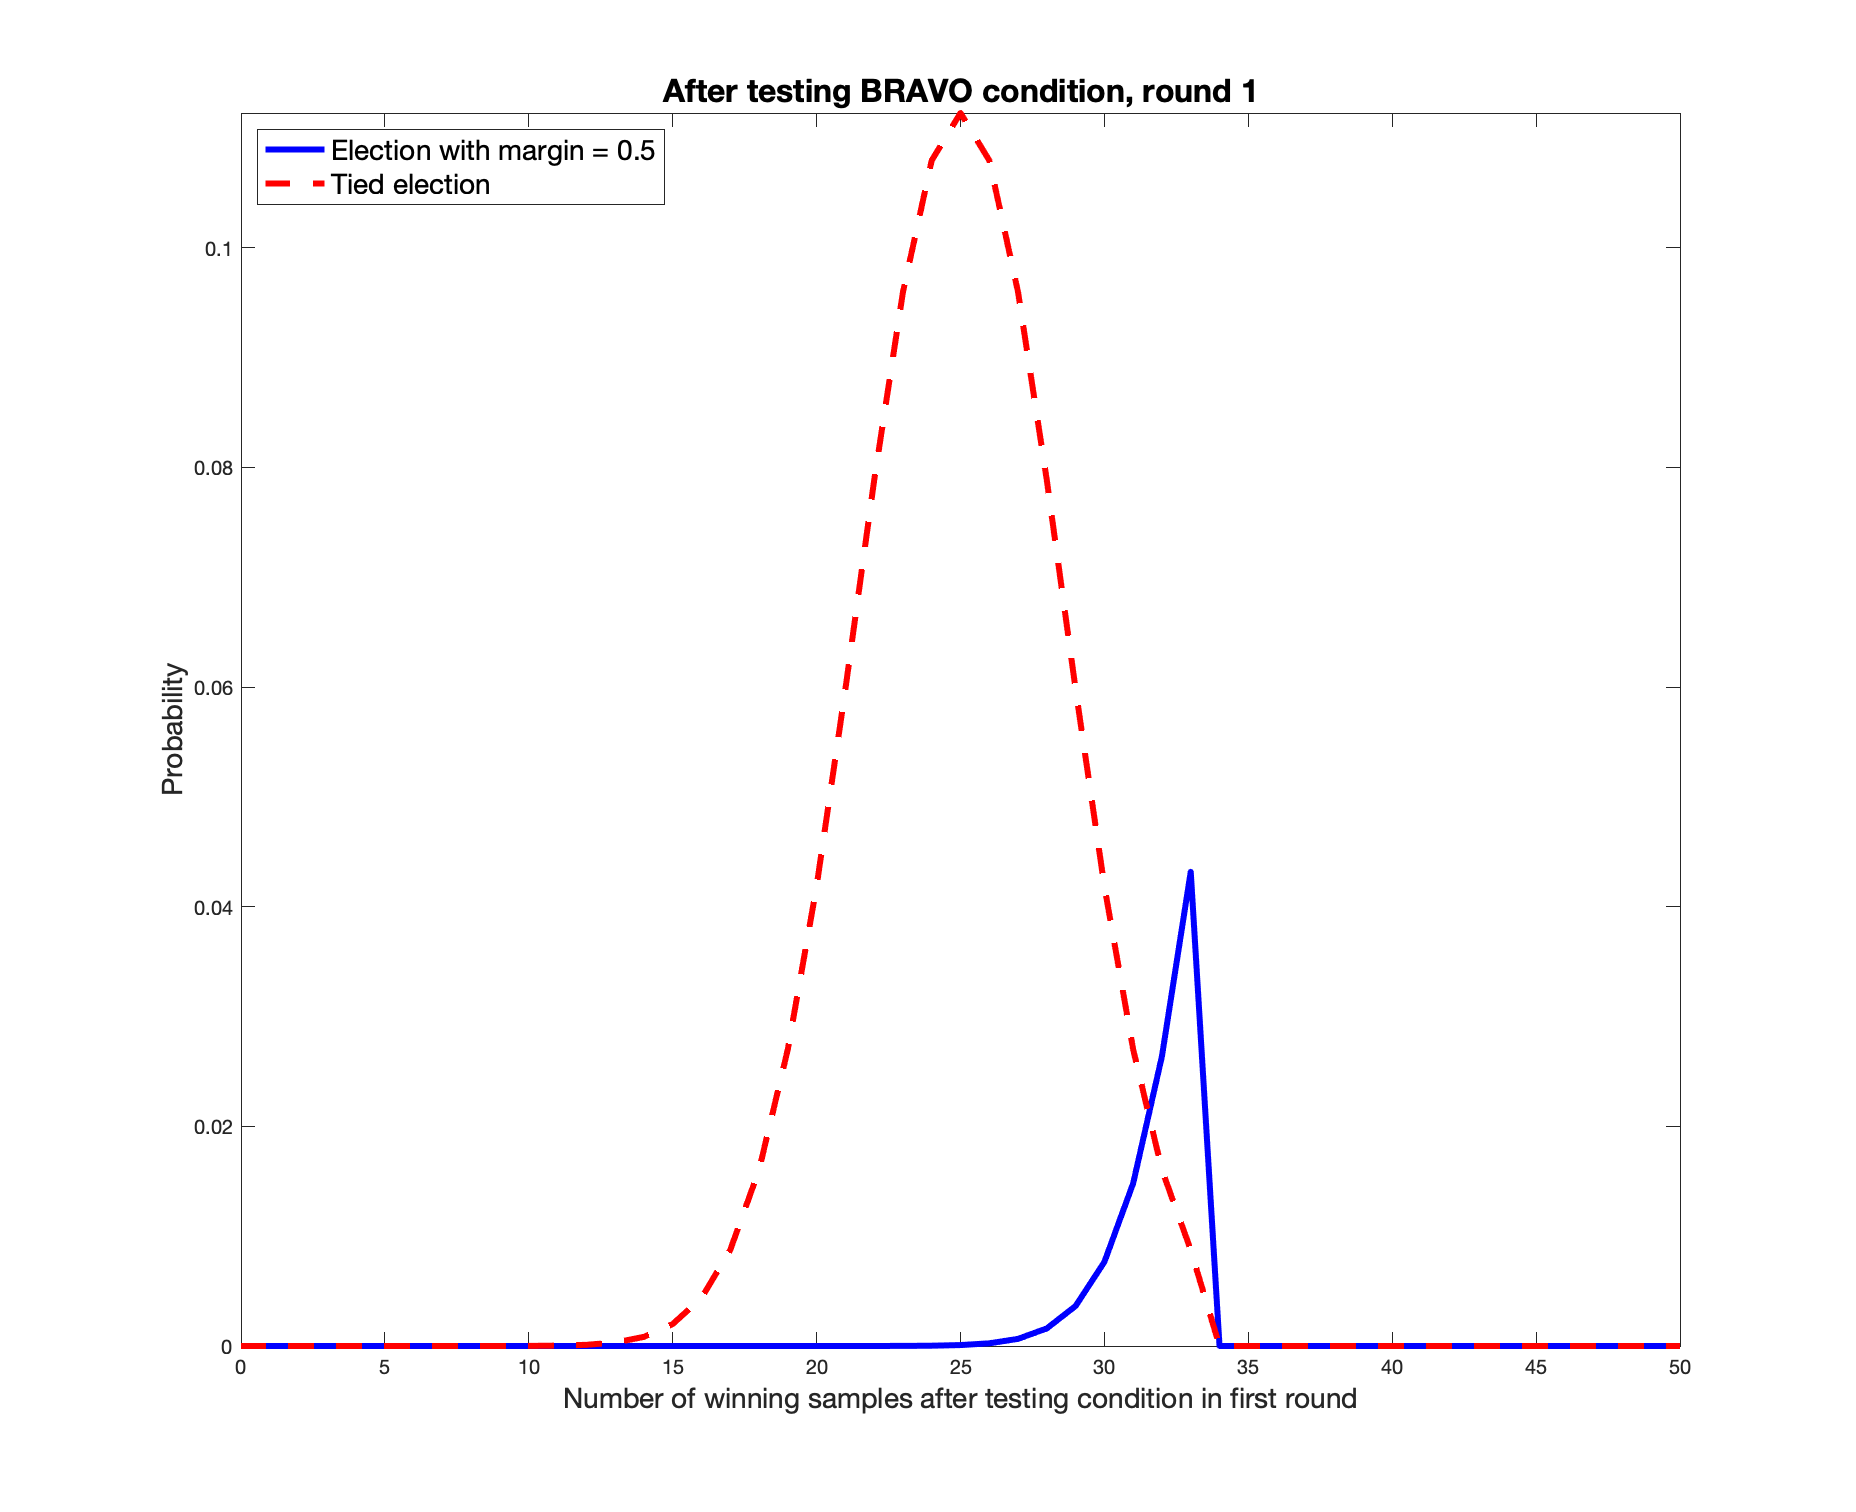 After testing BRAVO condition, round 1
Election with margin = 0.5
Tied election
0.1
0.08
0.06
0.04
0.02
0
Probability
0 5 10 15 20 25 30 35 40 45 50
Number of winning samples after testing condition in first round